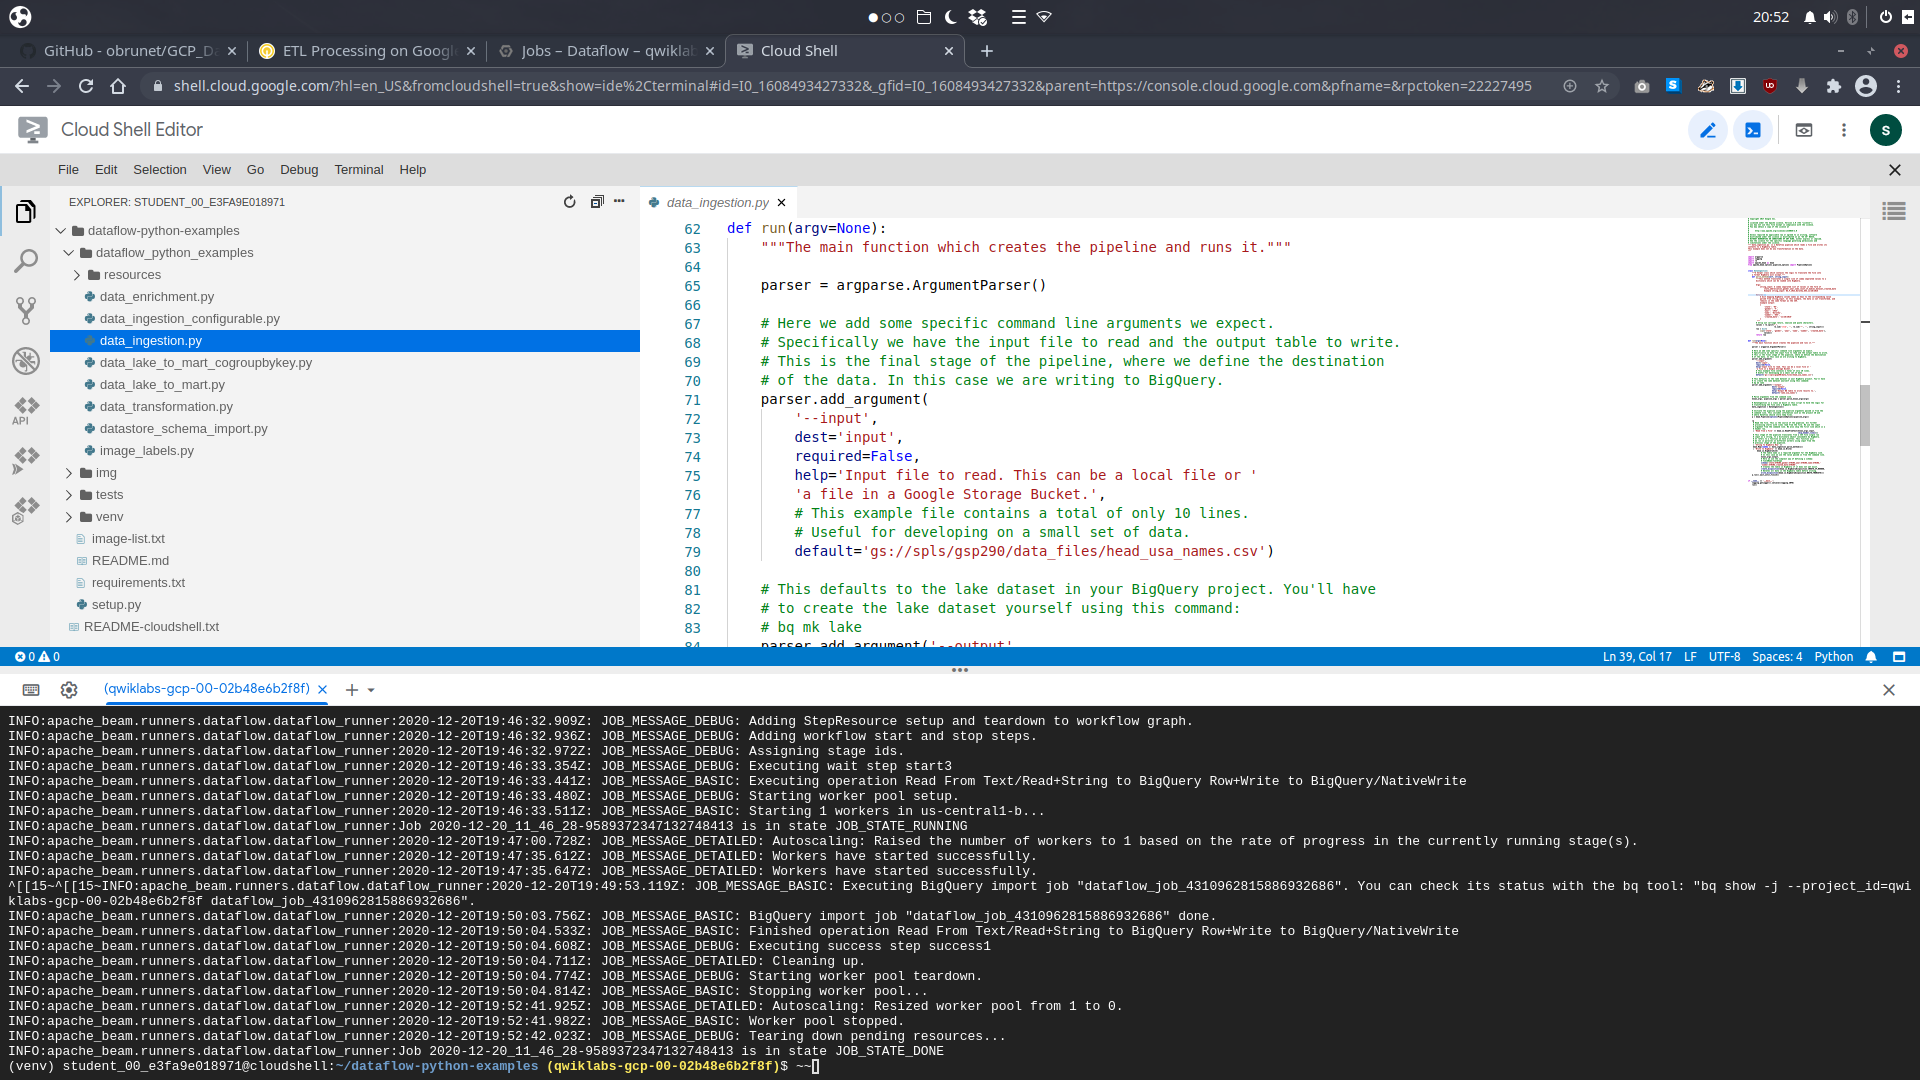 20:52
GitHub - obrunet/GCP_Da
ETL Processing on Google
Jobs – Dataflow – qwiklab
Cloud Shell
shell.cloud.google.com/?hl=en_US&fromcloudshell=true&show=ide%2Cterminal#id=I0_1608493427332&_gfid=I0_1608493427332&parent=https://console.cloud.google.com&pfname=&rpctoken=22227495
Cloud Shell Editor
S
File Edit Selection View Go Debug Terminal Help
EXPLORER: STUDENT_00_E3FA9E018971
dataflow-python-examples
dataflow_python_examples
resources
data_enrichment.py
data_ingestion_configurable.py
data_ingestion.py
data_lake_to_mart_cogroupbykey.py
data_lake_to_mart.py
data_transformation.py
datastore_schema_import.py
image_labels.py
img
tests
venv
image-list.txt
README.md
requirements.txt
setup.py
README-cloudshell.txt
API
data_ingestion.py
62 def run(argv=None):
63 """The main function which creates the pipeline and runs it."""
64
65 parser = argparse.ArgumentParser()
66
67 # Here we add some specific command line arguments we expect.
68 # Specifically we have the input file to read and the output table to write.
69 # This is the final stage of the pipeline, where we define the destination
70 # of the data. In this case we are writing to BigQuery.
71 parser.add_argument(
72 '--input',
73 dest='input',
74 required=False,
75 help='Input file to read. This can be a local file or '
76 'a file in a Google Storage Bucket.',
77 # This example file contains a total of only 10 lines.
78 # Useful for developing on a small set of data.
79 default='gs://spls/gsp290/data_files/head_usa_names.csv')
80
81 # This defaults to the lake dataset in your BigQuery project. You'll have
82 # to create the lake dataset yourself using this command:
83 # bq mk lake
84 parser.add_argument('--output',
0 0
Ln 39, Col 17 LF UTF-8 Spaces: 4 Python
(qwiklabs-gcp-00-02b48e6b2f8f)
INFO:apache_beam.runners.dataflow.dataflow_runner:2020-12-20T19:46:32.909Z: JOB_MESSAGE_DEBUG: Adding StepResource setup and teardown to workflow graph.
INFO:apache_beam.runners.dataflow.dataflow_runner:2020-12-20T19:46:32.936Z: JOB_MESSAGE_DEBUG: Adding workflow start and stop steps.
INFO:apache_beam.runners.dataflow.dataflow_runner:2020-12-20T19:46:32.972Z: JOB_MESSAGE_DEBUG: Assigning stage ids.
INFO:apache_beam.runners.dataflow.dataflow_runner:2020-12-20T19:46:33.354Z: JOB_MESSAGE_DEBUG: Executing wait step start3
INFO:apache_beam.runners.dataflow.dataflow_runner:2020-12-20T19:46:33.441Z: JOB_MESSAGE_BASIC: Executing operation Read From Text/Read+String to BigQuery Row+Write to BigQuery/NativeWrite
INFO:apache_beam.runners.dataflow.dataflow_runner:2020-12-20T19:46:33.480Z: JOB_MESSAGE_DEBUG: Starting worker pool setup.
INFO:apache_beam.runners.dataflow.dataflow_runner:2020-12-20T19:46:33.511Z: JOB_MESSAGE_BASIC: Starting 1 workers in us-central1-b...
INFO:apache_beam.runners.dataflow.dataflow_runner:Job 2020-12-20_11_46_28-9589372347132748413 is in state JOB_STATE_RUNNING
INFO:apache_beam.runners.dataflow.dataflow_runner:2020-12-20T19:47:00.728Z: JOB_MESSAGE_DETAILED: Autoscaling: Raised the number of workers to 1 based on the rate of progress in the currently running stage(s).
INFO:apache_beam.runners.dataflow.dataflow_runner:2020-12-20T19:47:35.612Z: JOB_MESSAGE_DETAILED: Workers have started successfully.
INFO:apache_beam.runners.dataflow.dataflow_runner:2020-12-20T19:47:35.647Z: JOB_MESSAGE_DETAILED: Workers have started successfully.
^[[15~^[[15~INFO:apache_beam.runners.dataflow.dataflow_runner:2020-12-20T19:49:53.119Z: JOB_MESSAGE_BASIC: Executing BigQuery import job "dataflow_job_4310962815886932686". You can check its status with the bq tool: "bq show -j --project_id=qwi
klabs-gcp-00-02b48e6b2f8f dataflow_job_4310962815886932686".
INFO:apache_beam.runners.dataflow.dataflow_runner:2020-12-20T19:50:03.756Z: JOB_MESSAGE_BASIC: BigQuery import job "dataflow_job_4310962815886932686" done.
INFO:apache_beam.runners.dataflow.dataflow_runner:2020-12-20T19:50:04.533Z: JOB_MESSAGE_BASIC: Finished operation Read From Text/Read+String to BigQuery Row+Write to BigQuery/NativeWrite
INFO:apache_beam.runners.dataflow.dataflow_runner:2020-12-20T19:50:04.608Z: JOB_MESSAGE_DEBUG: Executing success step success1
INFO:apache_beam.runners.dataflow.dataflow_runner:2020-12-20T19:50:04.711Z: JOB_MESSAGE_DETAILED: Cleaning up.
INFO:apache_beam.runners.dataflow.dataflow_runner:2020-12-20T19:50:04.774Z: JOB_MESSAGE_DEBUG: Starting worker pool teardown.
INFO:apache_beam.runners.dataflow.dataflow_runner:2020-12-20T19:50:04.814Z: JOB_MESSAGE_BASIC: Stopping worker pool...
INFO:apache_beam.runners.dataflow.dataflow_runner:2020-12-20T19:52:41.925Z: JOB_MESSAGE_DETAILED: Autoscaling: Resized worker pool from 1 to 0.
INFO:apache_beam.runners.dataflow.dataflow_runner:2020-12-20T19:52:41.982Z: JOB_MESSAGE_BASIC: Worker pool stopped.
INFO:apache_beam.runners.dataflow.dataflow_runner:2020-12-20T19:52:42.023Z: JOB_MESSAGE_DEBUG: Tearing down pending resources...
INFO:apache_beam.runners.dataflow.dataflow_runner:Job 2020-12-20_11_46_28-9589372347132748413 is in state JOB_STATE_DONE
(venv) student_00_e3fa9e018971@cloudshell:~/dataflow-python-examples (qwiklabs-gcp-00-02b48e6b2f8f)$ ~~